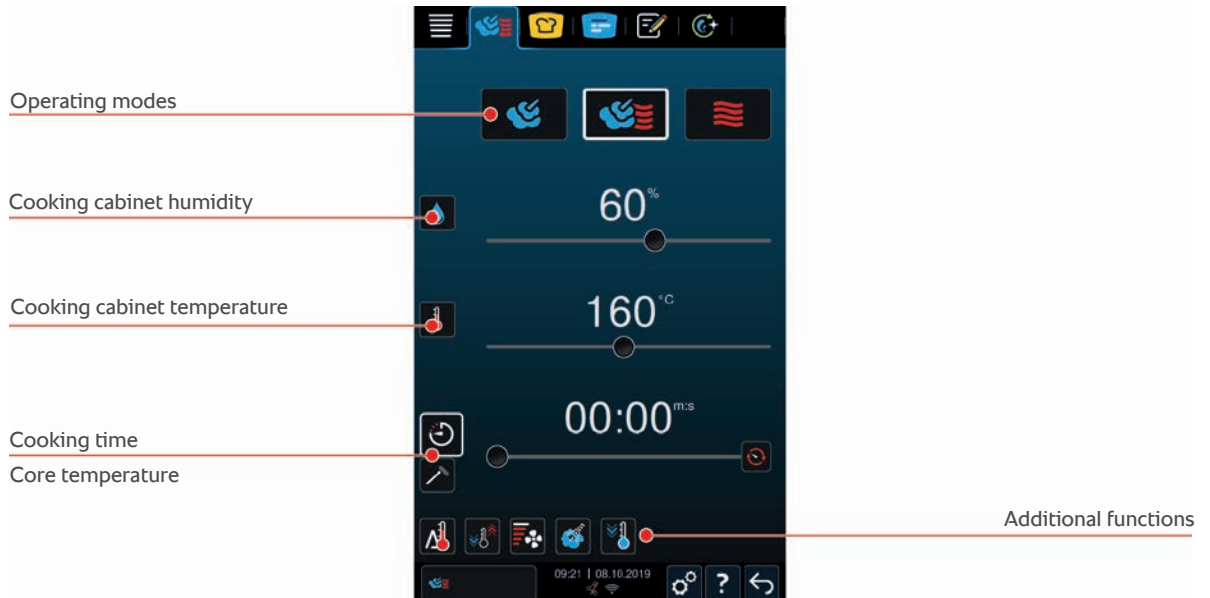 Operating modes
Cooking cabinet humidity
60%
Cooking cabinet temperature
160°C
00:00 m:s
Cooking time
Core temperature
Additional functions
09:21 | 08.10.2019
?